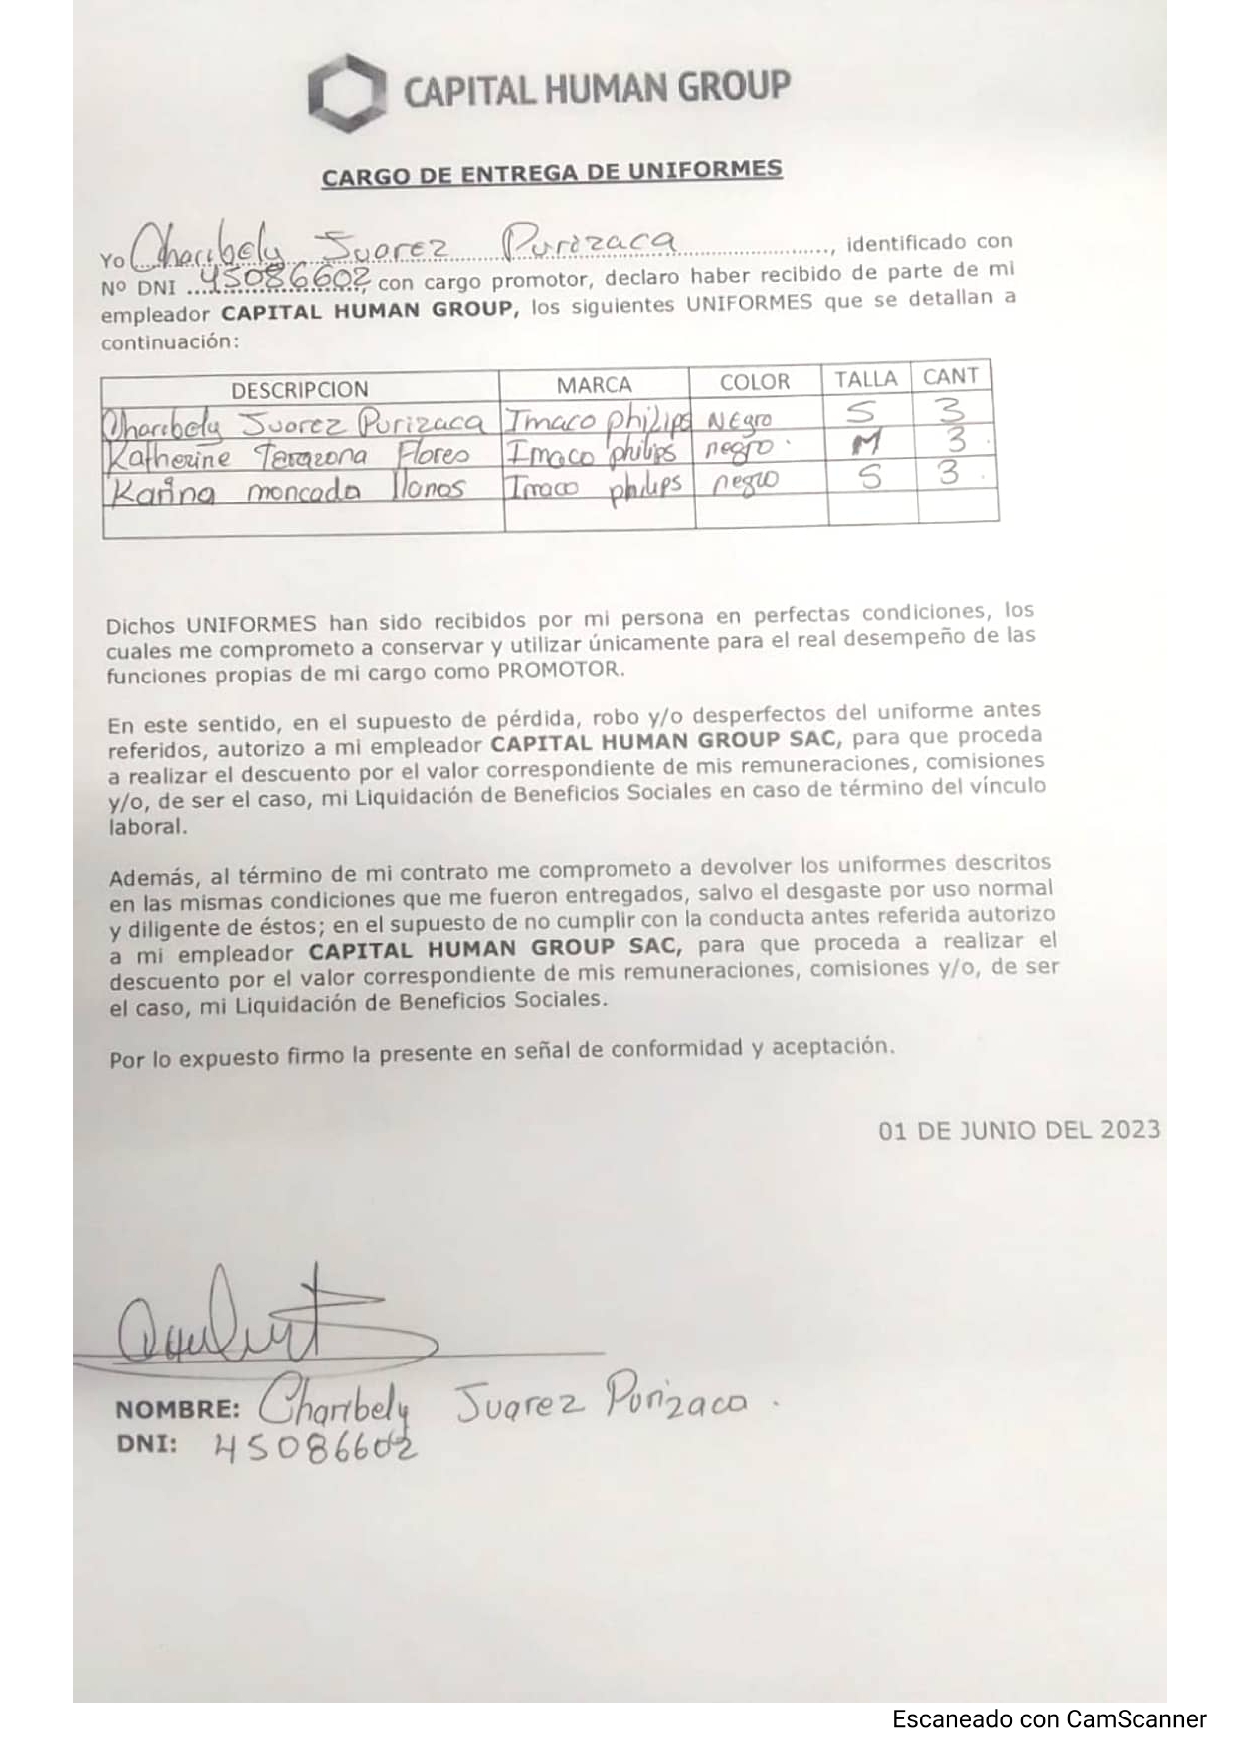 CAPITAL HUMAN GROUP
CARGO DE ENTREGA DE UNIFORMES
Yo Charibely Juarez Purizaca ..............................., identificado con
Nº DNI ....45086602 con cargo promotor, declaro haber recibido de parte de mi
empleador CAPITAL HUMAN GROUP, los siguientes UNIFORMES que se detallan a
continuación:
DESCRIPCION MARCA COLOR TALLA CANT
Charibely Juarez Purizaca Imaco philips NEgro S 3
Katherine Terazona Flores Imaco philips negro M 3
Karina moncada llanos Imaco philips negro S 3
Dichos UNIFORMES han sido recibidos por mi persona en perfectas condiciones, los
cuales me comprometo a conservar y utilizar únicamente para el real desempeño de las
funciones propias de mi cargo como PROMOTOR.
En este sentido, en el supuesto de pérdida, robo y/o desperfectos del uniforme antes
referidos, autorizo a mi empleador CAPITAL HUMAN GROUP SAC, para que proceda
a realizar el descuento por el valor correspondiente de mis remuneraciones, comisiones
y/o, de ser el caso, mi Liquidación de Beneficios Sociales en caso de término del vínculo
laboral.
Además, al término de mi contrato me comprometo a devolver los uniformes descritos
en las mismas condiciones que me fueron entregados, salvo el desgaste por uso normal
y diligente de éstos; en el supuesto de no cumplir con la conducta antes referida autorizo
a mi empleador CAPITAL HUMAN GROUP SAC, para que proceda a realizar el
descuento por el valor correspondiente de mis remuneraciones, comisiones y/o, de ser
el caso, mi Liquidación de Beneficios Sociales.
Por lo expuesto firmo la presente en señal de conformidad y aceptación.
01 DE JUNIO DEL 2023
NOMBRE: Charibely Juarez Purizaca.
DNI: 45086602
Escaneado con CamScanner